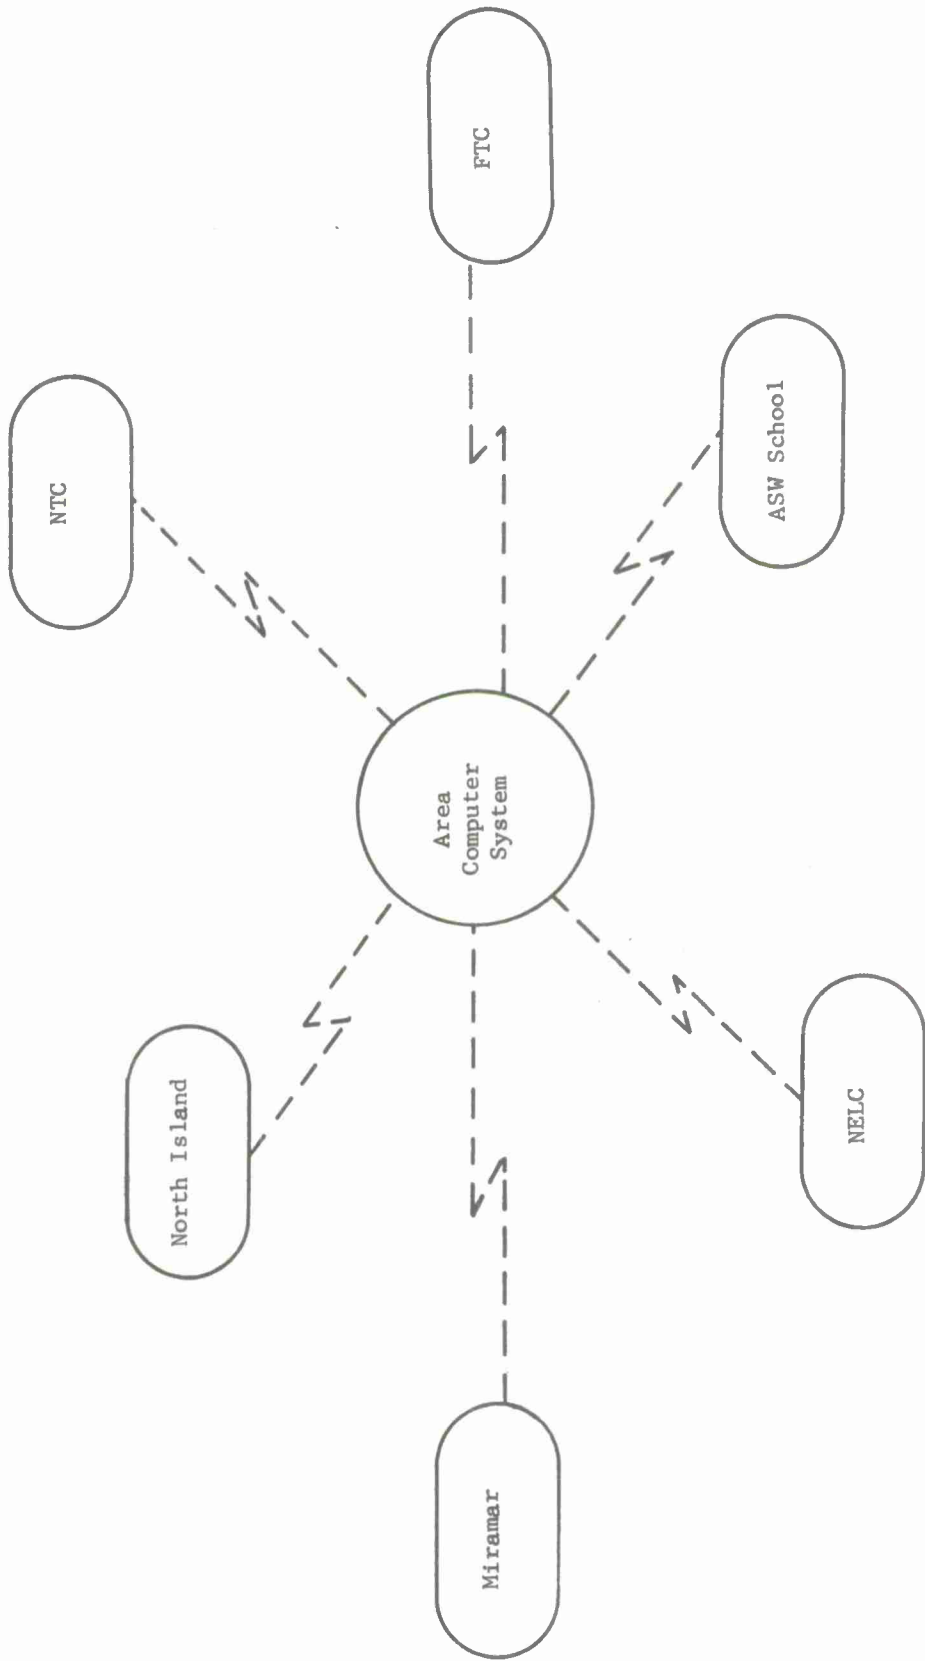 North Island
NTC
Miramar
Area
Computer
System
FTC
NELC
ASW School